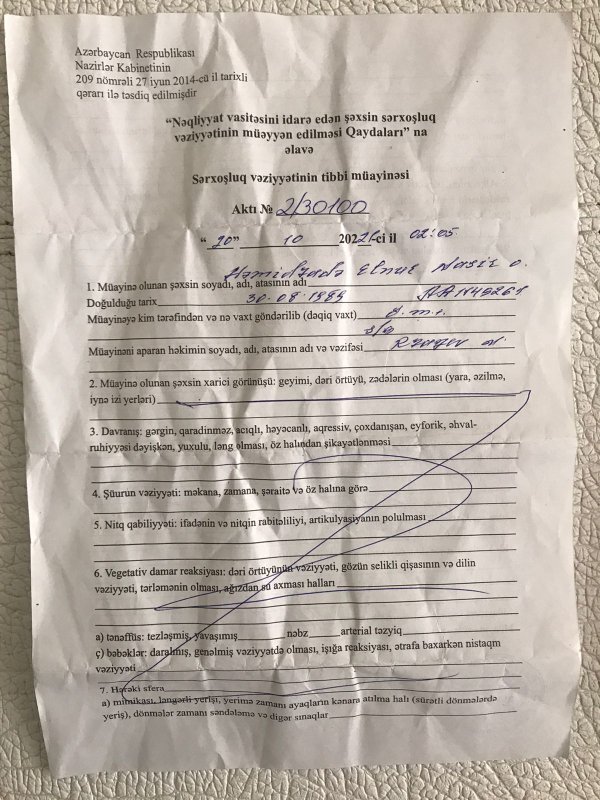 Azərbaycan Respublikası
Nazirlər Kabinetinin
209 nömrəli 27 iyun 2014-cü il tarixli
qərarı ilə təsdiq edilmişdir
“Nəqliyyat vasitəsini idarə edən şəxsin sərxoşluq
vəziyyətinin müəyyən edilməsi Qaydaları” na
əlavə
Sərxoşluq vəziyyətinin tibbi müayinəsi
Aktı № 2/30100
“ 20” 10 202 -ci il 02:05
Həmidzadə Elnur Nasir o.
1. Müayinə olunan şəxsin soyadı, adı, atasının adı
Doğulduğu tarix 30.08.1999
Müayinəyə kim tərəfindən və nə vaxt göndərilib (dəqiq vaxt)
Müayinəni aparan həkimin soyadı, adı, atasının adı və vəzifəsi
2. Müayinə olunan şəxsin xarici görünüşü: geyimi, dəri örtüyü, zədələrin olması (yara, əzilmə,
iynə izi yerləri)
3. Davranış: gərgin, qaradinməz, acıqlı, həyəcanlı, aqressiv, çoxdanışan, eyforik, əhval-
ruhiyyəsi dəyişkən, yuxulu, ləng olması, öz halından şikayətlənməsi
4. Şüurun vəziyyəti: məkana, zamana, şəraitə və öz halına görə
5. Nitq qabiliyyəti: ifadənin və nitqin rabitəliliyi, artikulyasiyanın polulması
6. Vegetativ damar reaksiyası: dəri örtüyünün vəziyyəti, gözün selikli qişasının və dilin
vəziyyəti, tərləmənin olması, ağızdan su axması halları
a) tənəffüs: tezləşmiş, yavaşımış nəbz arterial təzyiq
ç) bəbəklər: daralmış, genəlmiş vəziyyətdə olması, işığa reaksiyası, ətrafa baxarkən nistaqm
vəziyyəti
7. Hərəki sfera
a) mimikası, ləngərli yerişi, yerimə zamanı ayaqların kənara atılma halı (sürətli dönmələrdə
yeriş), dönmələr zamanı səndələmə və digər sınaqlar